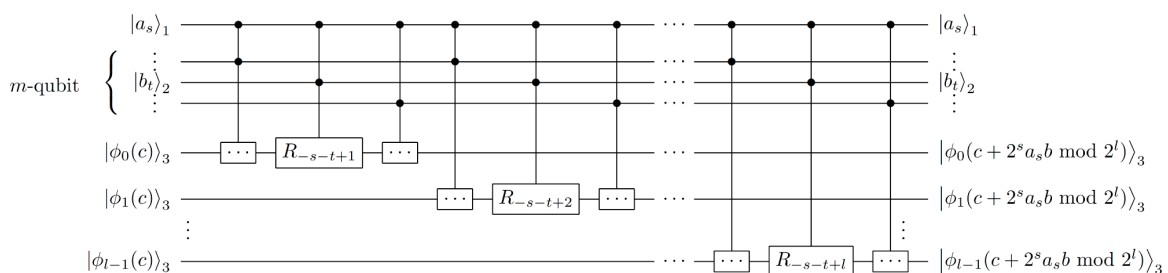 |a_s⟩_1 ⋯ |a_s⟩_1
⋮ ⋮
m-qubit { |b_t⟩_2 ⋯ |b_t⟩_2
⋮ ⋯ ⋮
|ϕ_0(c)⟩_3 ⋯ R_{−s−t+1} ⋯ ⋯ |ϕ_0(c + 2^s a_s b mod 2^l)⟩_3
|ϕ_1(c)⟩_3 ⋯ R_{−s−t+2} ⋯ ⋯ |ϕ_1(c + 2^s a_s b mod 2^l)⟩_3
⋮ ⋮
|ϕ_{l−1}(c)⟩_3 ⋯ ⋯ R_{−s−t+l} ⋯ |ϕ_{l−1}(c + 2^s a_s b mod 2^l)⟩_3